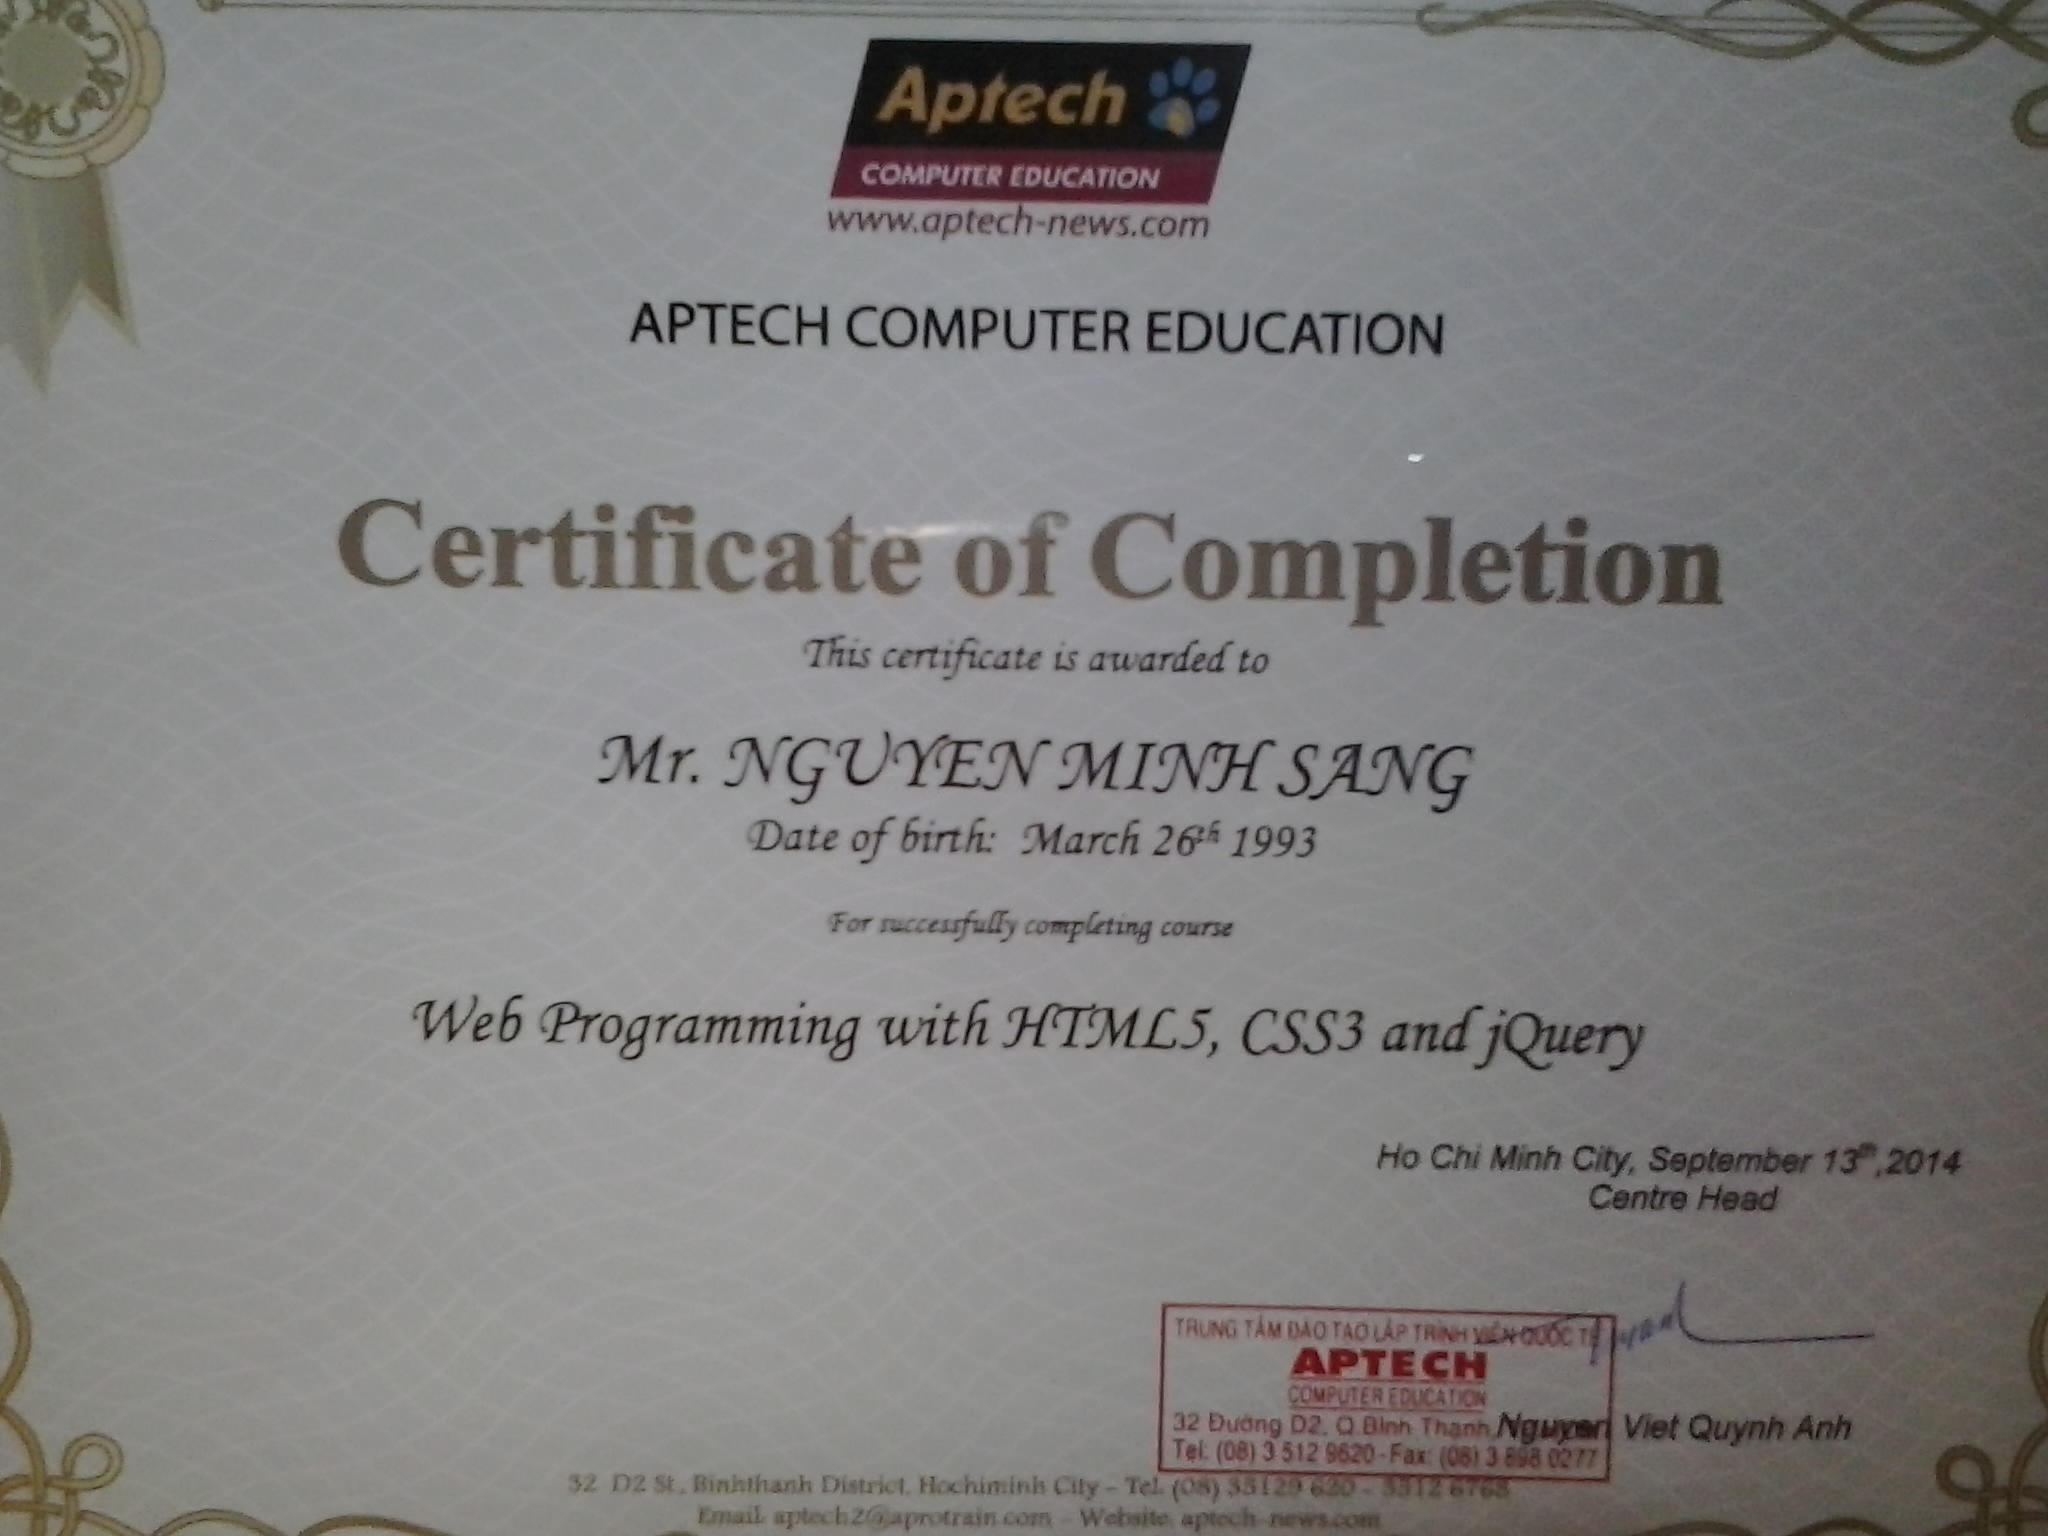 Aptech
COMPUTER EDUCATION
www.aptech-news.com
APTECH COMPUTER EDUCATION
Certificate of Completion
This certificate is awarded to
Mr. NGUYEN MINH SANG
Date of birth: March 26th 1993
For successfully completing course
Web Programming with HTML5, CSS3 and jQuery
Ho Chi Minh City, September 13th,2014
Centre Head
TRUNG TÂM ĐÀO TẠO LẬP TRÌNH VIÊN QUỐC TẾ
APTECH
COMPUTER EDUCATION
32 Đường D2, Q.Bình Thạnh
Nguyen Viet Quynh Anh
Tel: (08) 3 512 9620 - Fax: (08) 3 898 0277
32 D2 St., Binhthanh District, Hochiminh City – Tel. (08) 35129 620 - 3512 6768
Email: aptech2@aprotrain.com - Website: aptech-news.com